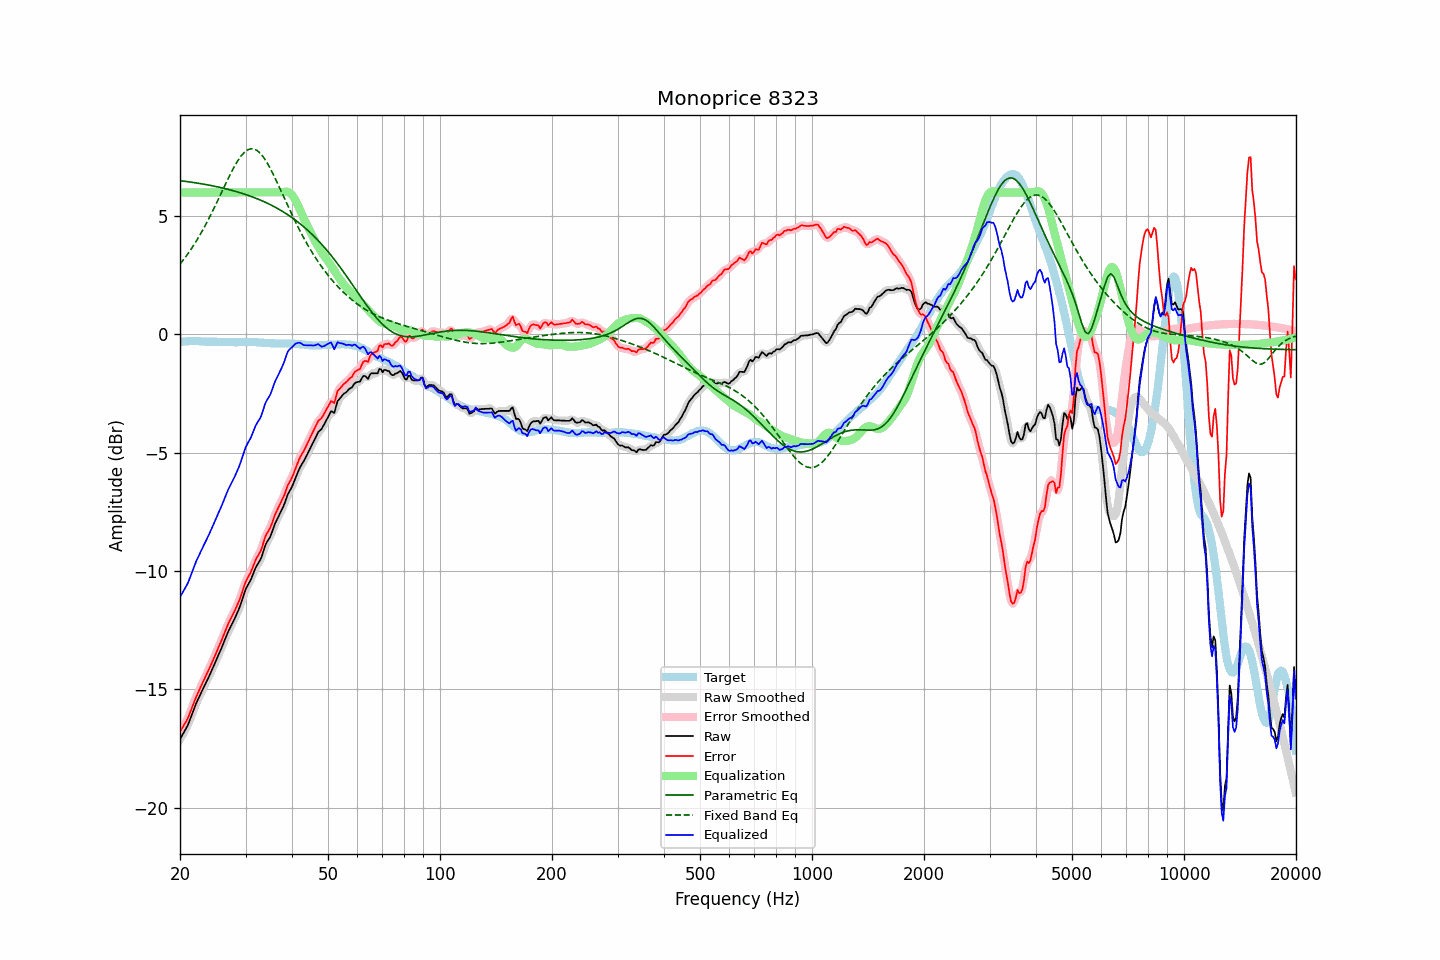 Monoprice 8323
Amplitude (dBr)
5
0
−5
−10
−15
−20
20
50
100
200
500
1000
2000
5000
10000
20000
Frequency (Hz)
Target
Raw Smoothed
Error Smoothed
Raw
Error
Equalization
Parametric Eq
Fixed Band Eq
Equalized